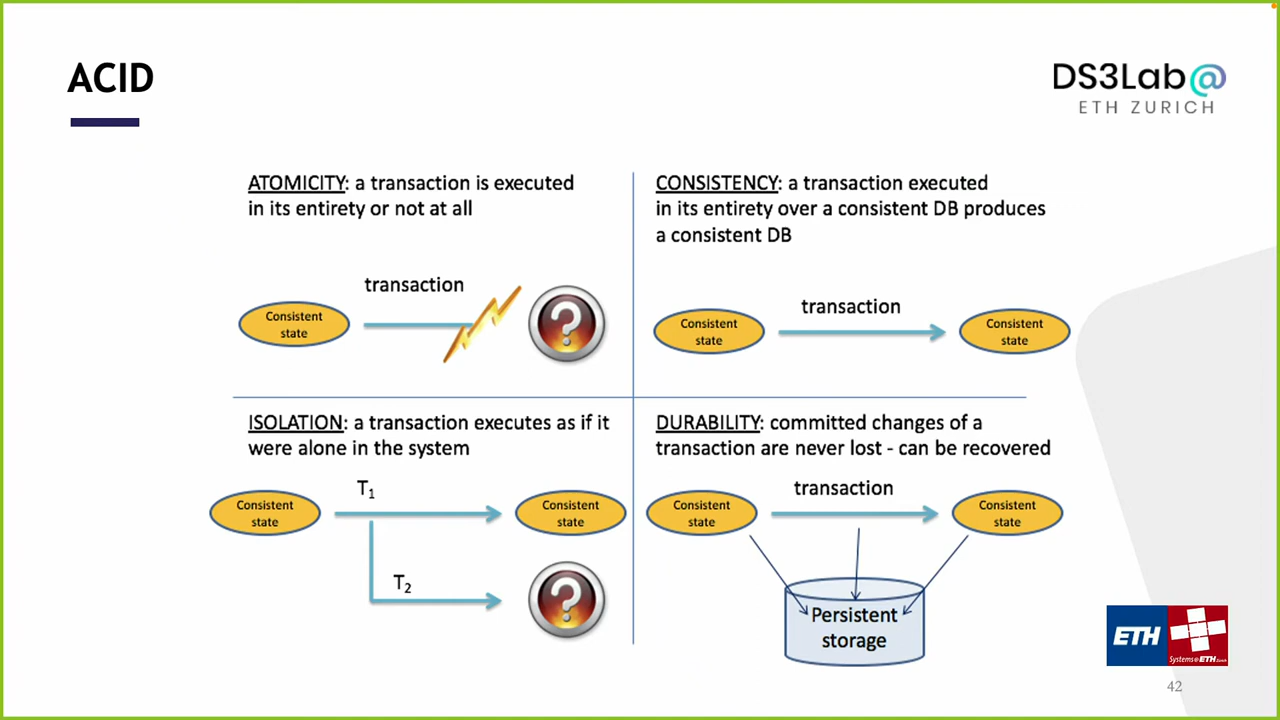 ACID
DS3Lab@
ETH ZURICH
ATOMICITY: a transaction is executed
in its entirety or not at all
transaction
Consistent
state
?
CONSISTENCY: a transaction executed
in its entirety over a consistent DB produces
a consistent DB
transaction
Consistent
state
Consistent
state
ISOLATION: a transaction executes as if it
were alone in the system
T1
Consistent
state
Consistent
state
T2
?
DURABILITY: committed changes of a
transaction are never lost - can be recovered
transaction
Consistent
state
Consistent
state
Persistent
storage
ETH
Systems@ETH Zurich
42